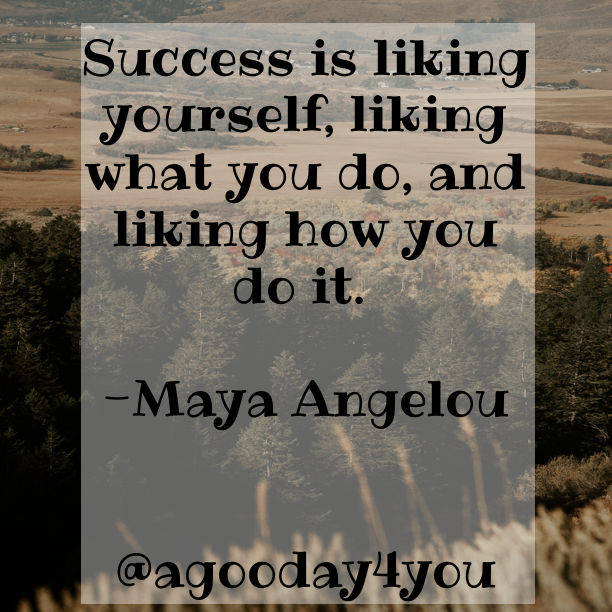 Success is liking
yourself, liking
what you do, and
liking how you
do it.
-Maya Angelou
@agooday4you